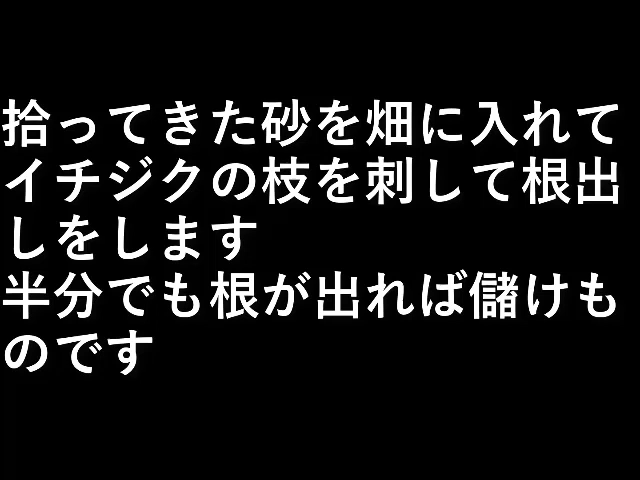 拾ってきた砂を畑に入れて
イチジクの枝を刺して根出
しをします
半分でも根が出れば儲けも
のです